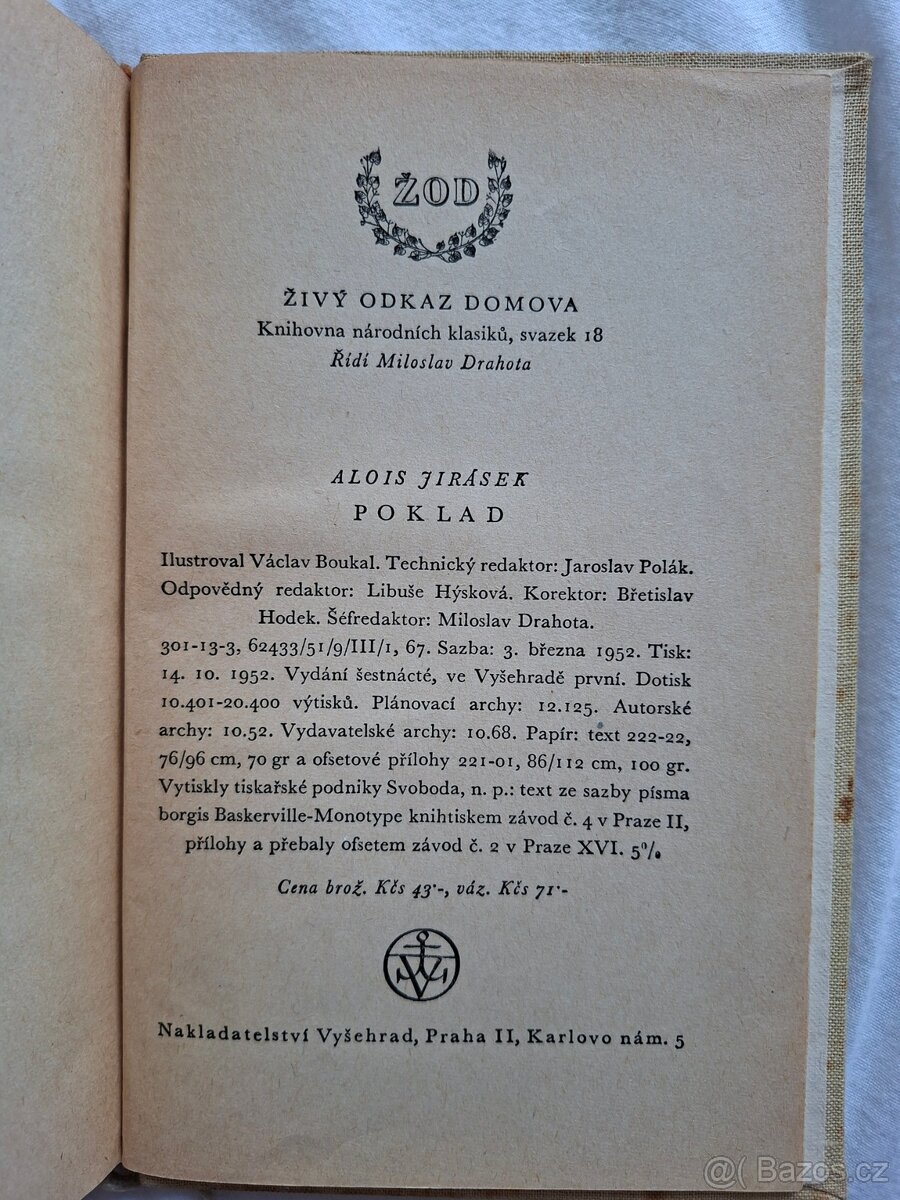 ŽOD
ŽIVÝ ODKAZ DOMOVA
Knihovna národních klasiků, svazek 18
Řídí Miloslav Drahota
ALOIS JIRÁSEK
POKLAD
Ilustroval Václav Boukal. Technický redaktor: Jaroslav Polák.
Odpovědný redaktor: Libuše Hýsková. Korektor: Břetislav
Hodek. Šéfredaktor: Miloslav Drahota.
301-13-3, 62433/51/9/III/1, 67. Sazba: 3. března 1952. Tisk:
14. 10. 1952. Vydání šestnácté, ve Vyšehradě první. Dotisk
10.401-20.400 výtisků. Plánovací archy: 12.125. Autorské
archy: 10.52. Vydavatelské archy: 10.68. Papír: text 222-22,
76/96 cm, 70 gr a ofsetové přílohy 221-01, 86/112 cm, 100 gr.
Vytiskly tiskařské podniky Svoboda, n. p.: text ze sazby písma
borgis Baskerville-Monotype knihtiskem závod č. 4 v Praze II,
přílohy a přebaly ofsetem závod č. 2 v Praze XVI. 5%
Cena brož. Kčs 43·-, váz. Kčs 71·-
Nakladatelství Vyšehrad, Praha II, Karlovo nám. 5
@( Bazos.cz